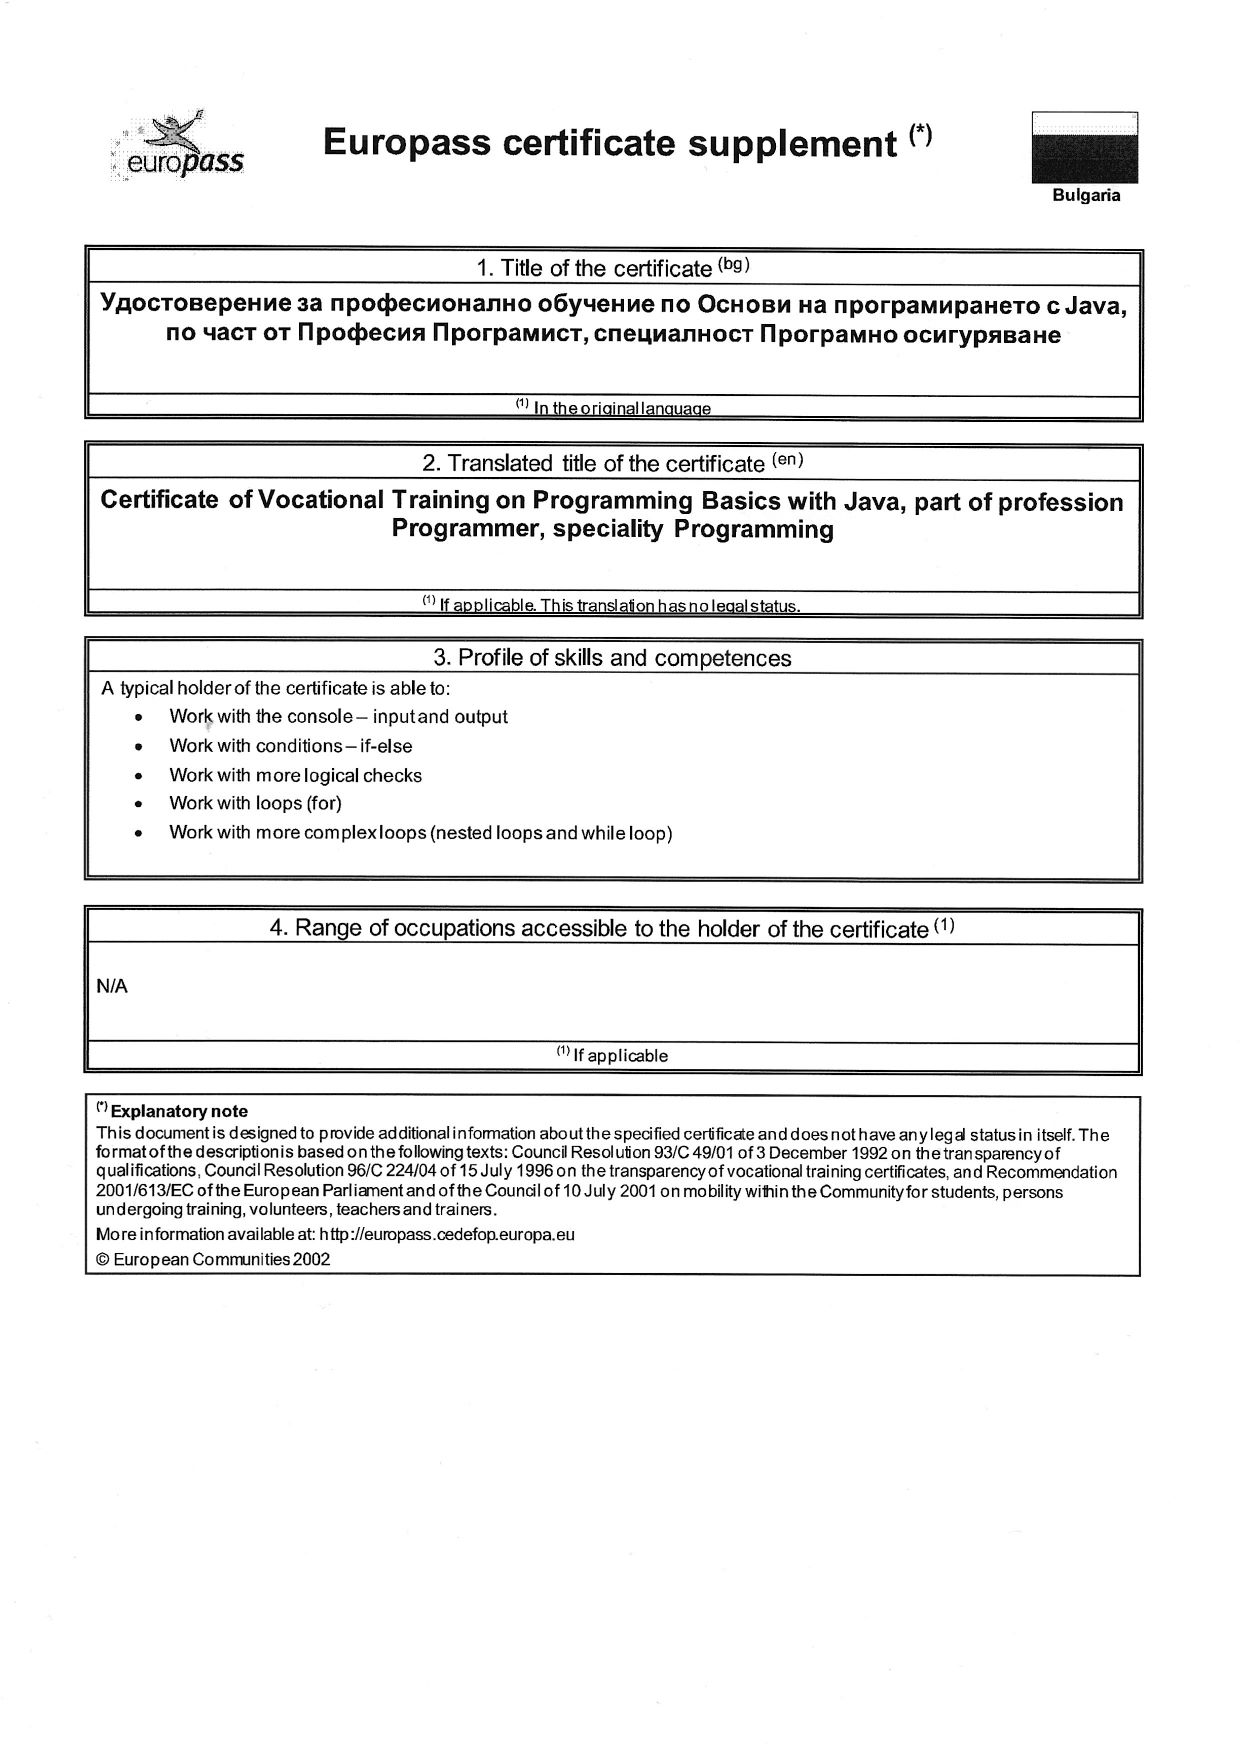 europass
Europass certificate supplement (*)
Bulgaria
1. Title of the certificate (bg)
Удостоверение за професионално обучение по Основи на програмирането с Java,
по част от Професия Програмист, специалност Програмно осигуряване
(1) In the original language
2. Translated title of the certificate (en)
Certificate of Vocational Training on Programming Basics with Java, part of profession
Programmer, speciality Programming
(1) If applicable. This translation has no legal status.
3. Profile of skills and competences
A typical holder of the certificate is able to:
• Work with the console – input and output
• Work with conditions – if-else
• Work with more logical checks
• Work with loops (for)
• Work with more complex loops (nested loops and while loop)
4. Range of occupations accessible to the holder of the certificate (1)
N/A
(1) If applicable
(*) Explanatory note
This document is designed to provide additional information about the specified certificate and does not have any legal status in itself. The
format of the description is based on the following texts: Council Resolution 93/C 49/01 of 3 December 1992 on the transparency of
qualifications, Council Resolution 96/C 224/04 of 15 July 1996 on the transparency of vocational training certificates, and Recommendation
2001/613/EC of the European Parliament and of the Council of 10 July 2001 on mobility within the Community for students, persons
undergoing training, volunteers, teachers and trainers.
More information available at: http://europass.cedefop.europa.eu
© European Communities 2002